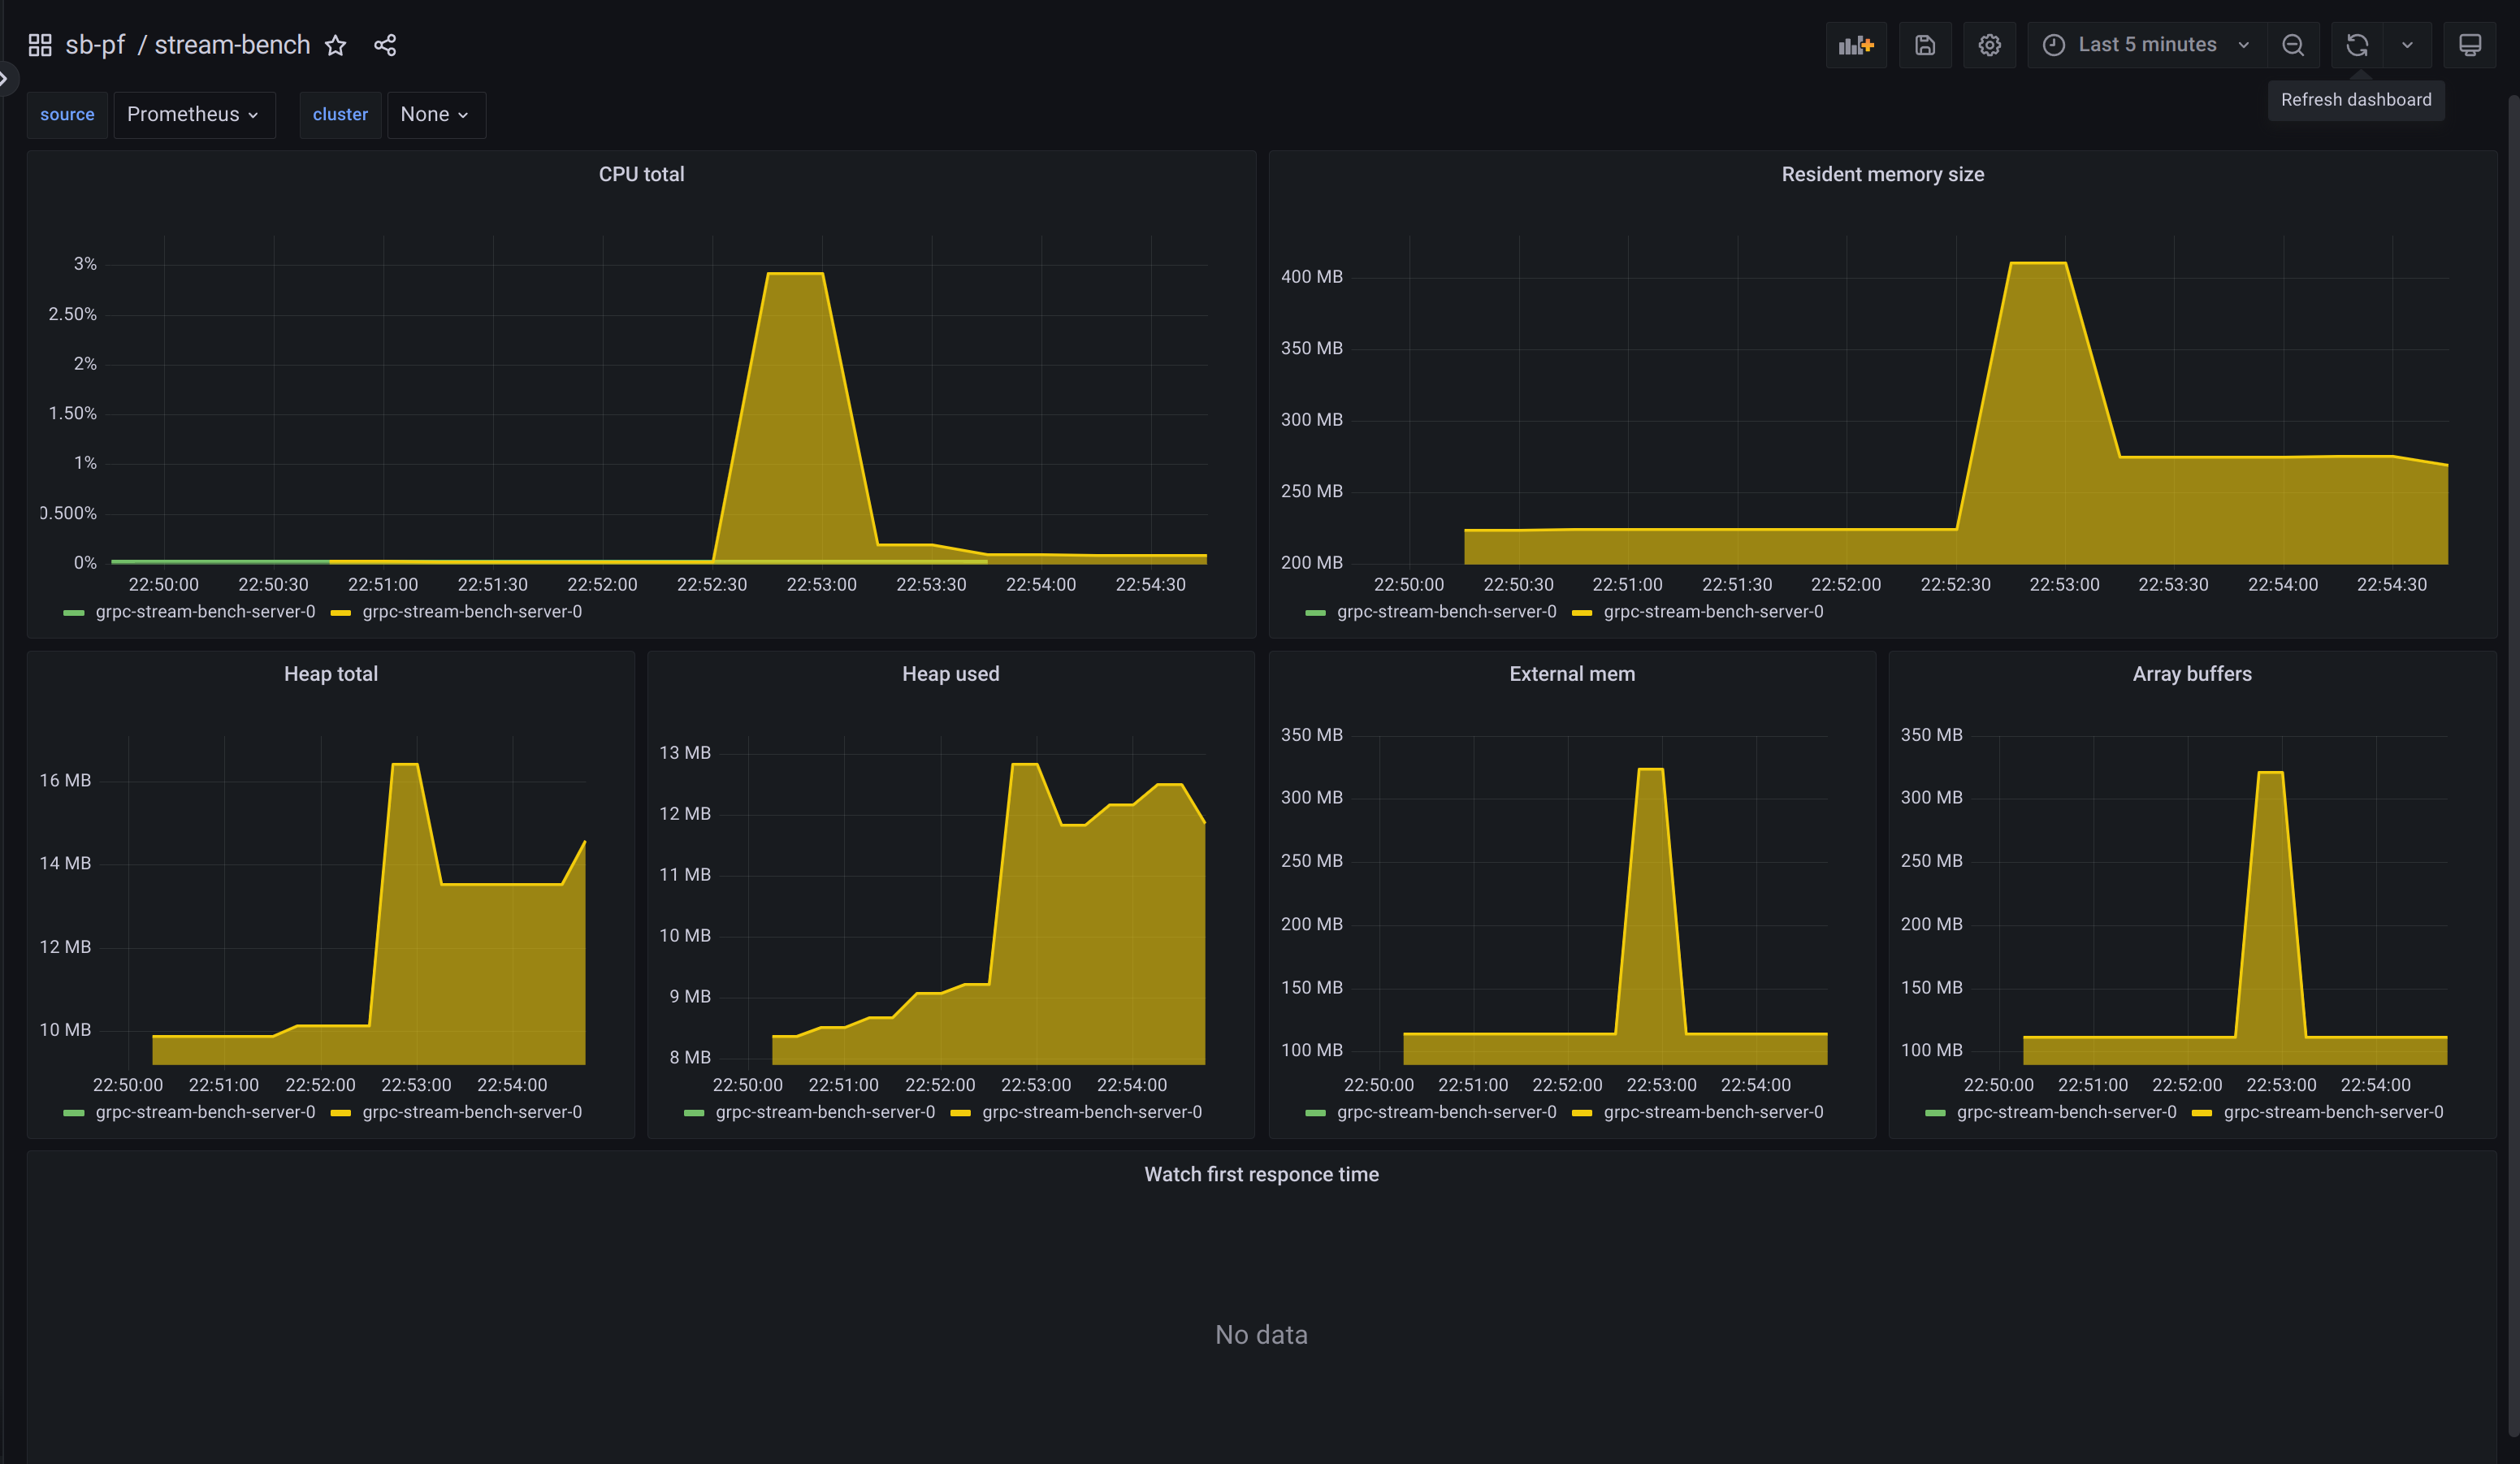 sb-pf / stream-bench
Last 5 minutes
Refresh dashboard
source Prometheus cluster None
CPU total
3%
2.50%
2%
1.50%
1%
0.500%
0%
22:50:00 22:50:30 22:51:00 22:51:30 22:52:00 22:52:30 22:53:00 22:53:30 22:54:00 22:54:30
grpc-stream-bench-server-0 grpc-stream-bench-server-0
Resident memory size
400 MB
350 MB
300 MB
250 MB
200 MB
22:50:00 22:50:30 22:51:00 22:51:30 22:52:00 22:52:30 22:53:00 22:53:30 22:54:00 22:54:30
grpc-stream-bench-server-0 grpc-stream-bench-server-0
Heap total
16 MB
14 MB
12 MB
10 MB
22:50:00 22:51:00 22:52:00 22:53:00 22:54:00
grpc-stream-bench-server-0 grpc-stream-bench-server-0
Heap used
13 MB
12 MB
11 MB
10 MB
9 MB
8 MB
22:50:00 22:51:00 22:52:00 22:53:00 22:54:00
grpc-stream-bench-server-0 grpc-stream-bench-server-0
External mem
350 MB
300 MB
250 MB
200 MB
150 MB
100 MB
22:50:00 22:51:00 22:52:00 22:53:00 22:54:00
grpc-stream-bench-server-0 grpc-stream-bench-server-0
Array buffers
350 MB
300 MB
250 MB
200 MB
150 MB
100 MB
22:50:00 22:51:00 22:52:00 22:53:00 22:54:00
grpc-stream-bench-server-0 grpc-stream-bench-server-0
Watch first responce time
No data